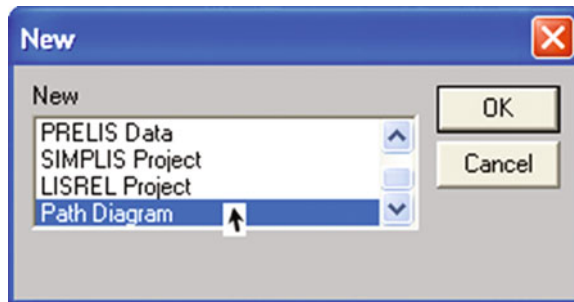 New
New
OK
PRELIS Data
SIMPLIS Project
Cancel
LISREL Project
Path Diagram